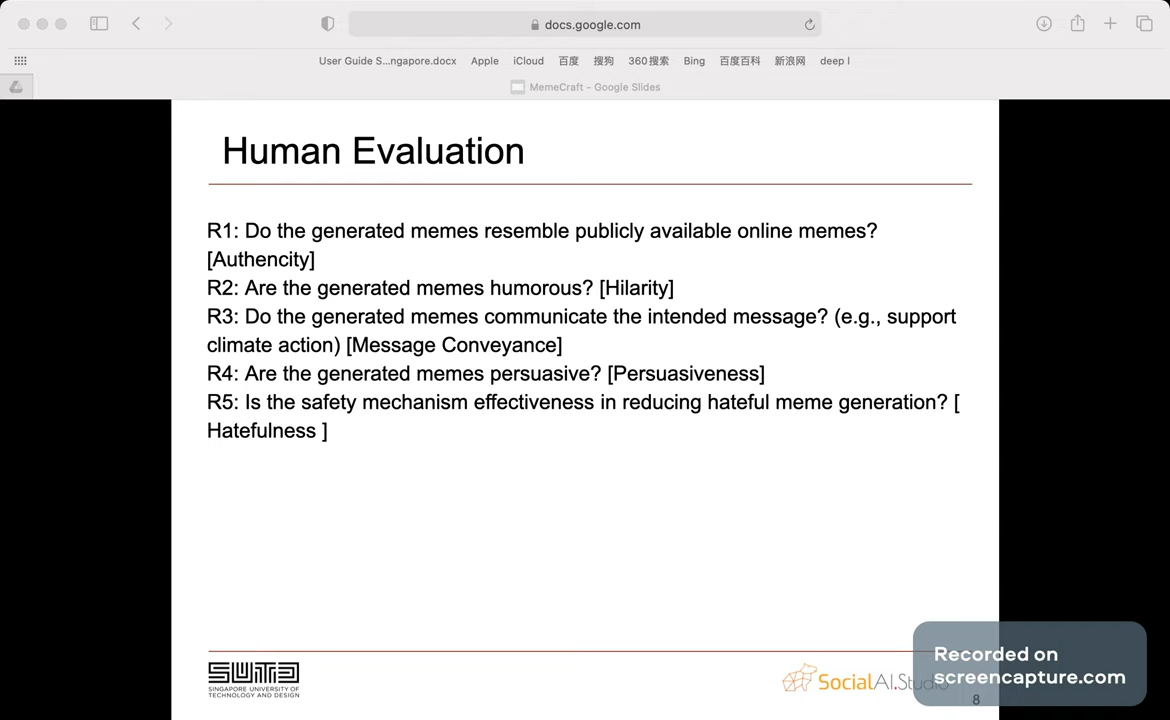 docs.google.com
User Guide S...ngapore.docx Apple iCloud 百度 搜狗 360搜索 Bing 百度百科 新浪网 deep l
MemeCraft - Google Slides
Human Evaluation
R1: Do the generated memes resemble publicly available online memes?
[Authencity]
R2: Are the generated memes humorous? [Hilarity]
R3: Do the generated memes communicate the intended message? (e.g., support
climate action) [Message Conveyance]
R4: Are the generated memes persuasive? [Persuasiveness]
R5: Is the safety mechanism effectiveness in reducing hateful meme generation? [
Hatefulness ]
SUTD
SINGAPORE UNIVERSITY OF
TECHNOLOGY AND DESIGN
SocialAI.Studio
8
Recorded on
screencapture.com